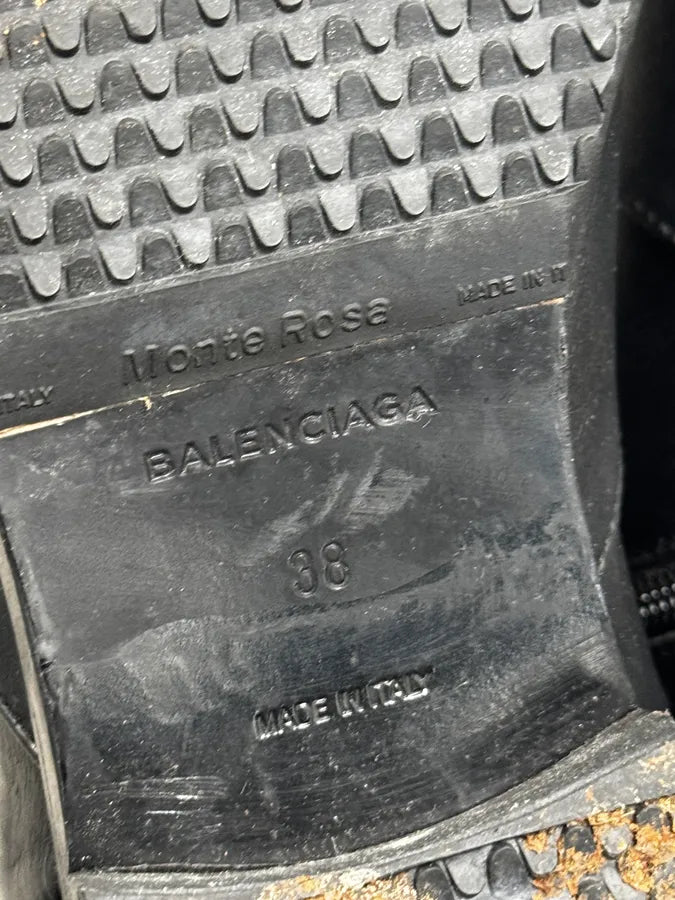 MADE IN IT
Monte Rosa
ITALY
BALENCIAGA
38
MADE IN ITALY